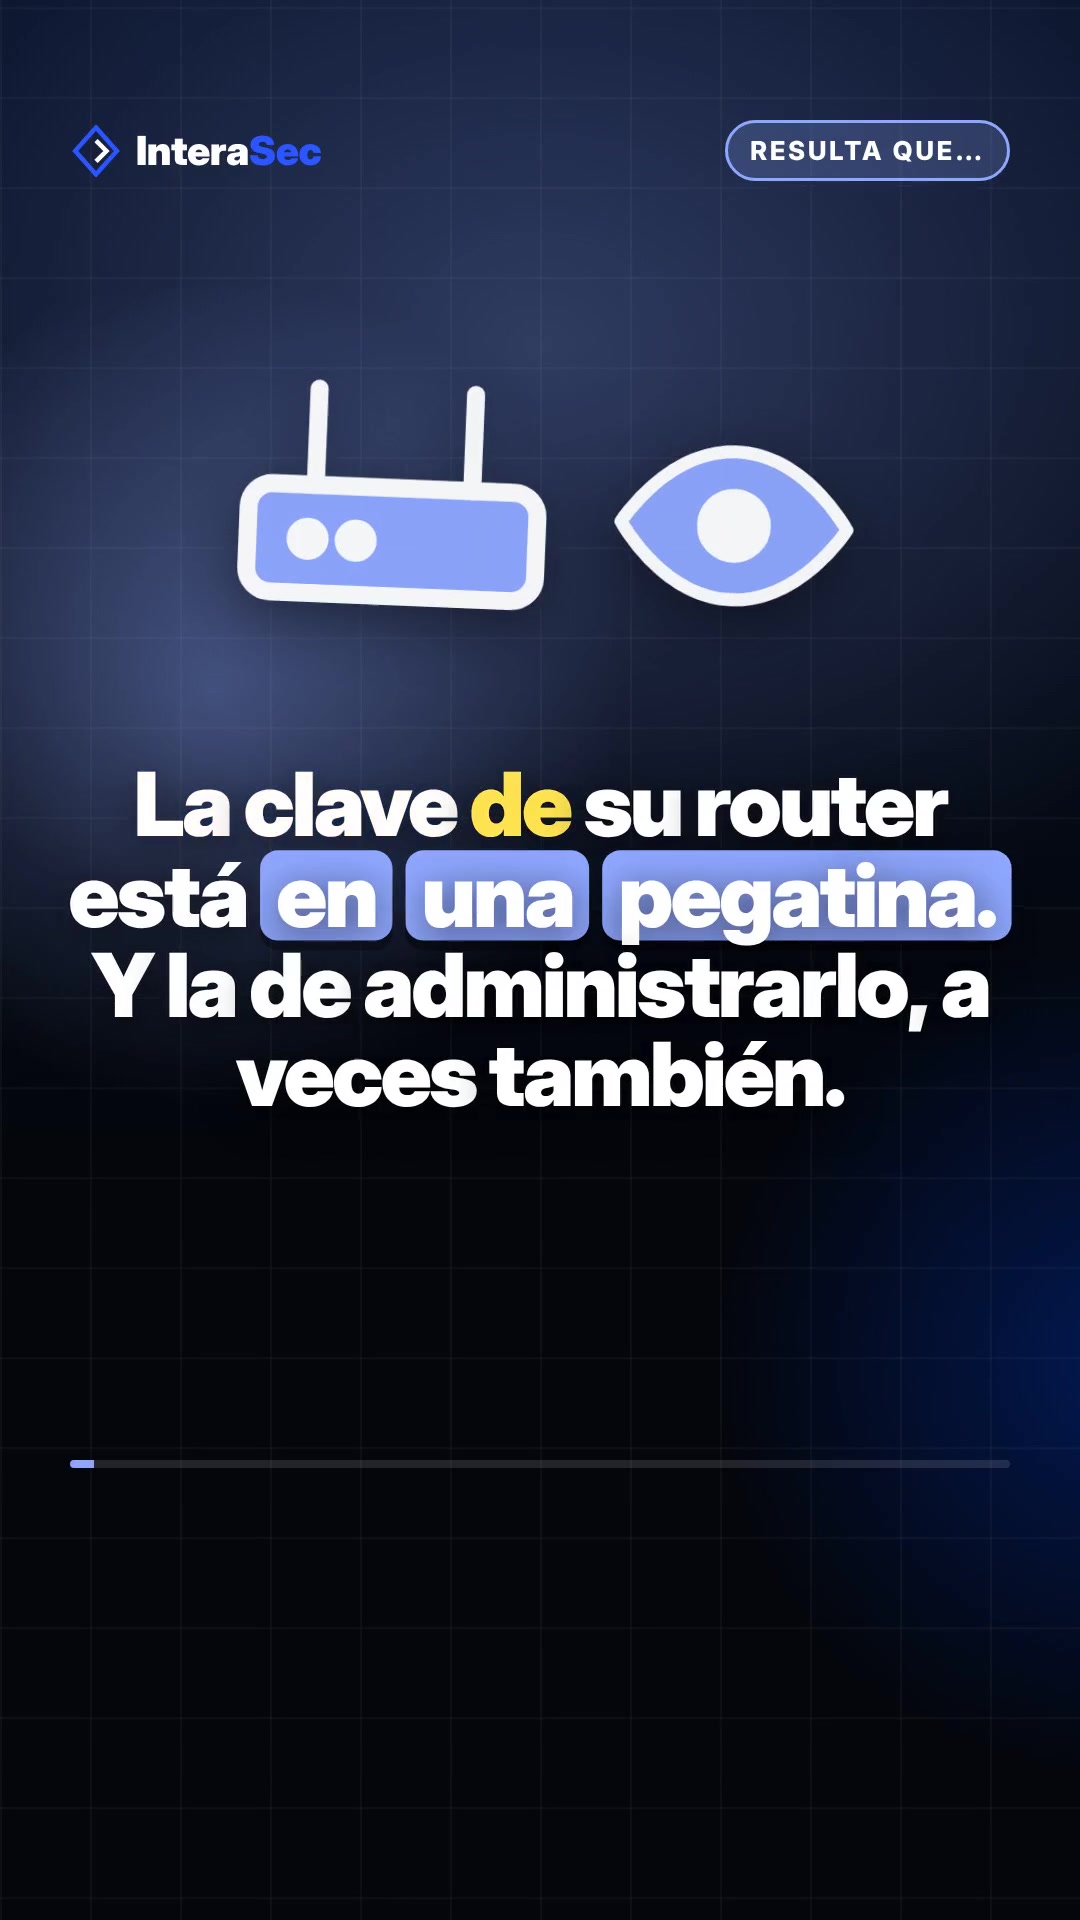 InteraSec
RESULTA QUE...
La clave de su router
está en una pegatina.
Y la de administrarlo, a
veces también.